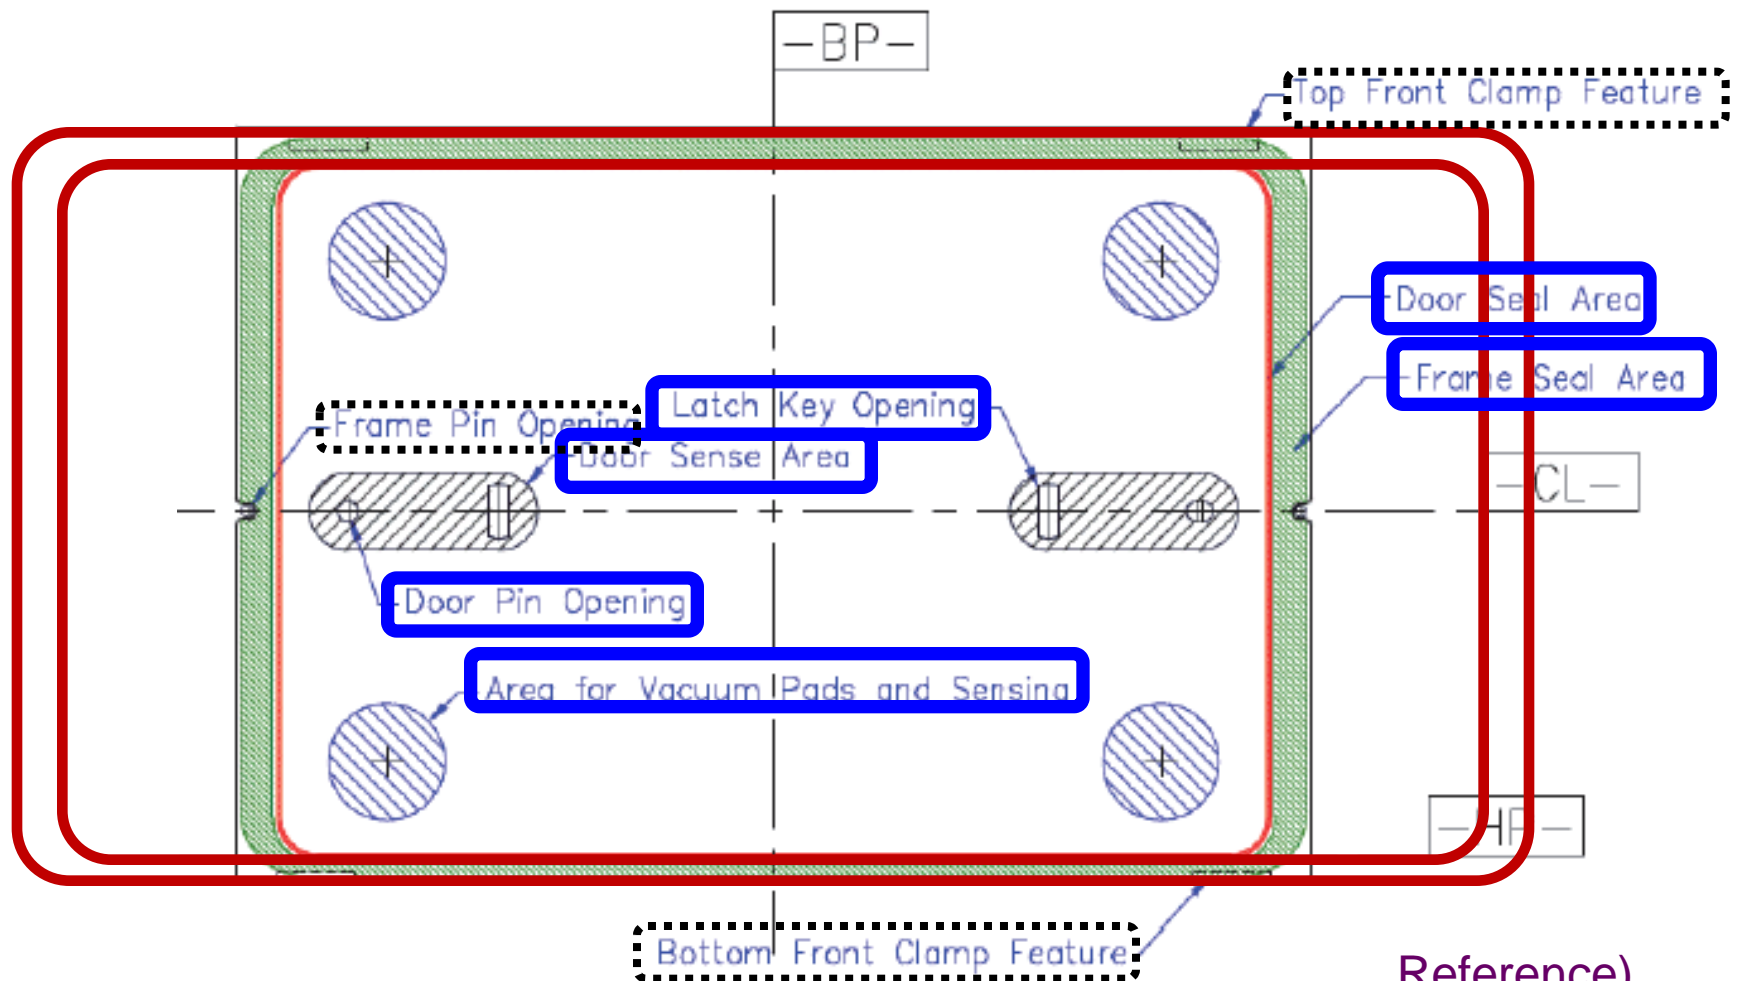 -BP-
Top Front Clamp Feature
Door Seal Area
Frame Seal Area
Latch Key Opening
Frame Pin Opening
Door Sense Area
-CL-
Door Pin Opening
Area for Vacuum Pads and Sensing
-HP-
Bottom Front Clamp Feature
Reference)